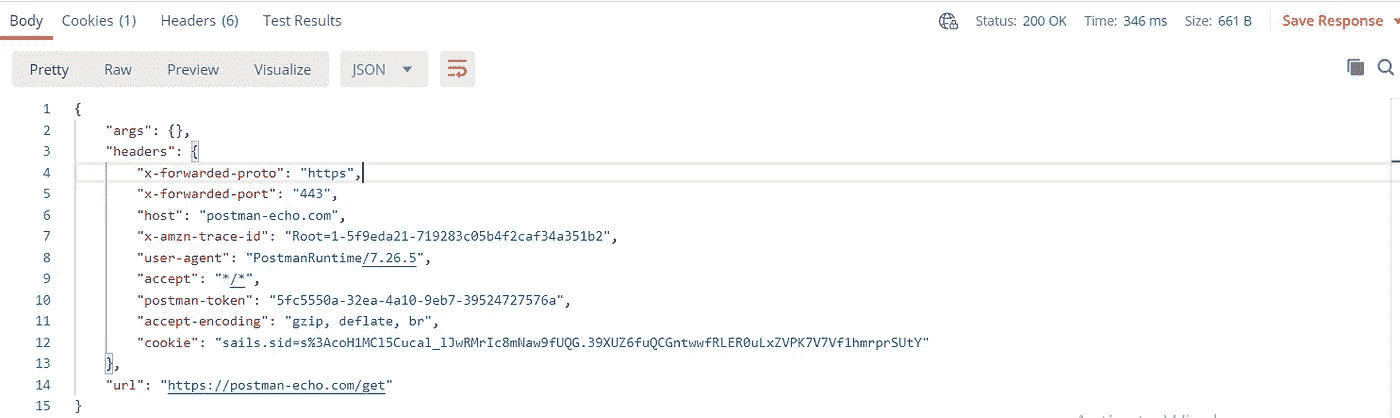 Body Cookies (1) Headers (6) Test Results Status: 200 OK Time: 346 ms Size: 661 B Save Response
Pretty Raw Preview Visualize JSON
1 {
2 "args": {},
3 "headers": {
4 "x-forwarded-proto": "https",
5 "x-forwarded-port": "443",
6 "host": "postman-echo.com",
7 "x-amzn-trace-id": "Root=1-5f9eda21-719283c05b4f2caf34a351b2",
8 "user-agent": "PostmanRuntime/7.26.5",
9 "accept": "*/*",
10 "postman-token": "5fc5550a-32ea-4a10-9eb7-39524727576a",
11 "accept-encoding": "gzip, deflate, br",
12 "cookie": "sails.sid=s%3AcoH1MCl5Cucal_lJwRMrIc8mNaw9fUQG.39XUZ6fuQCGntwwfRLER0uLxZVPK7V7Vf1hmrprSUtY"
13 },
14 "url": "https://postman-echo.com/get"
15 }